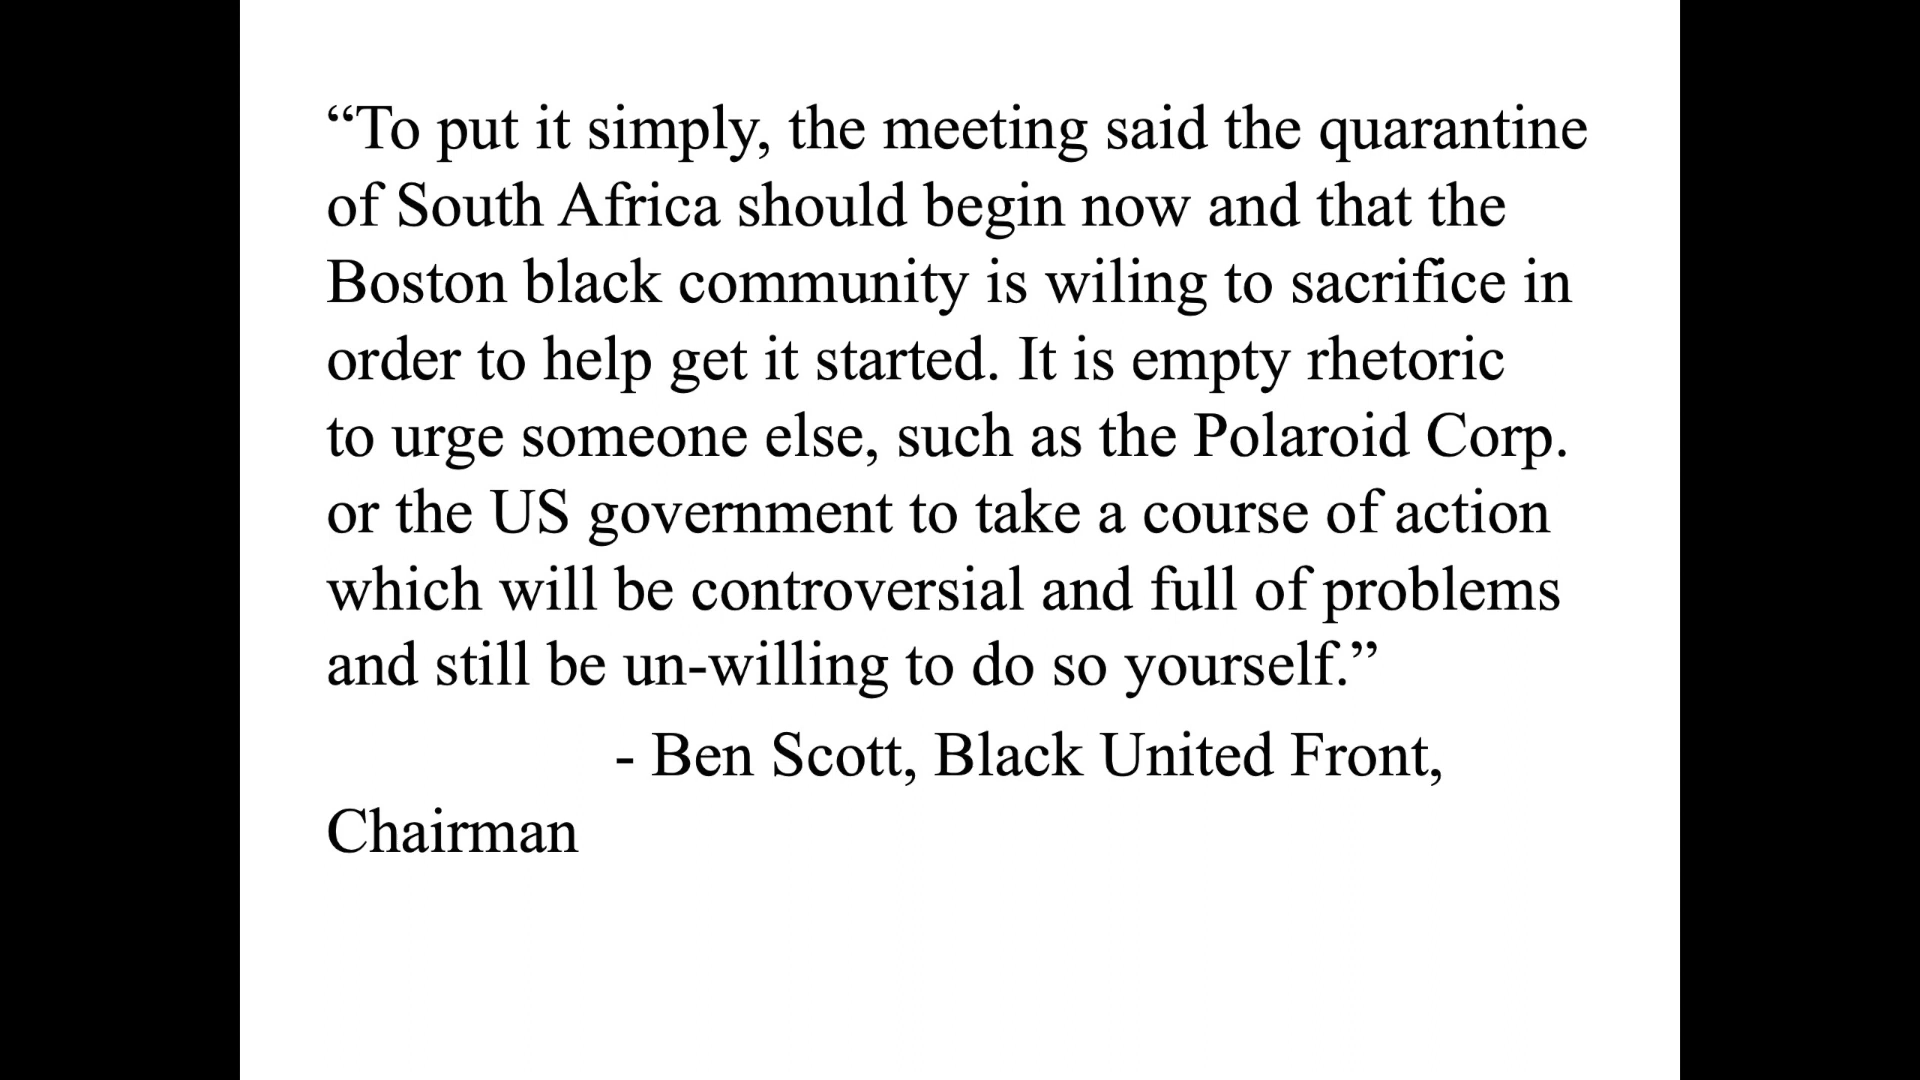 “To put it simply, the meeting said the quarantine
of South Africa should begin now and that the
Boston black community is wiling to sacrifice in
order to help get it started. It is empty rhetoric
to urge someone else, such as the Polaroid Corp.
or the US government to take a course of action
which will be controversial and full of problems
and still be un-willing to do so yourself.”
- Ben Scott, Black United Front,
Chairman